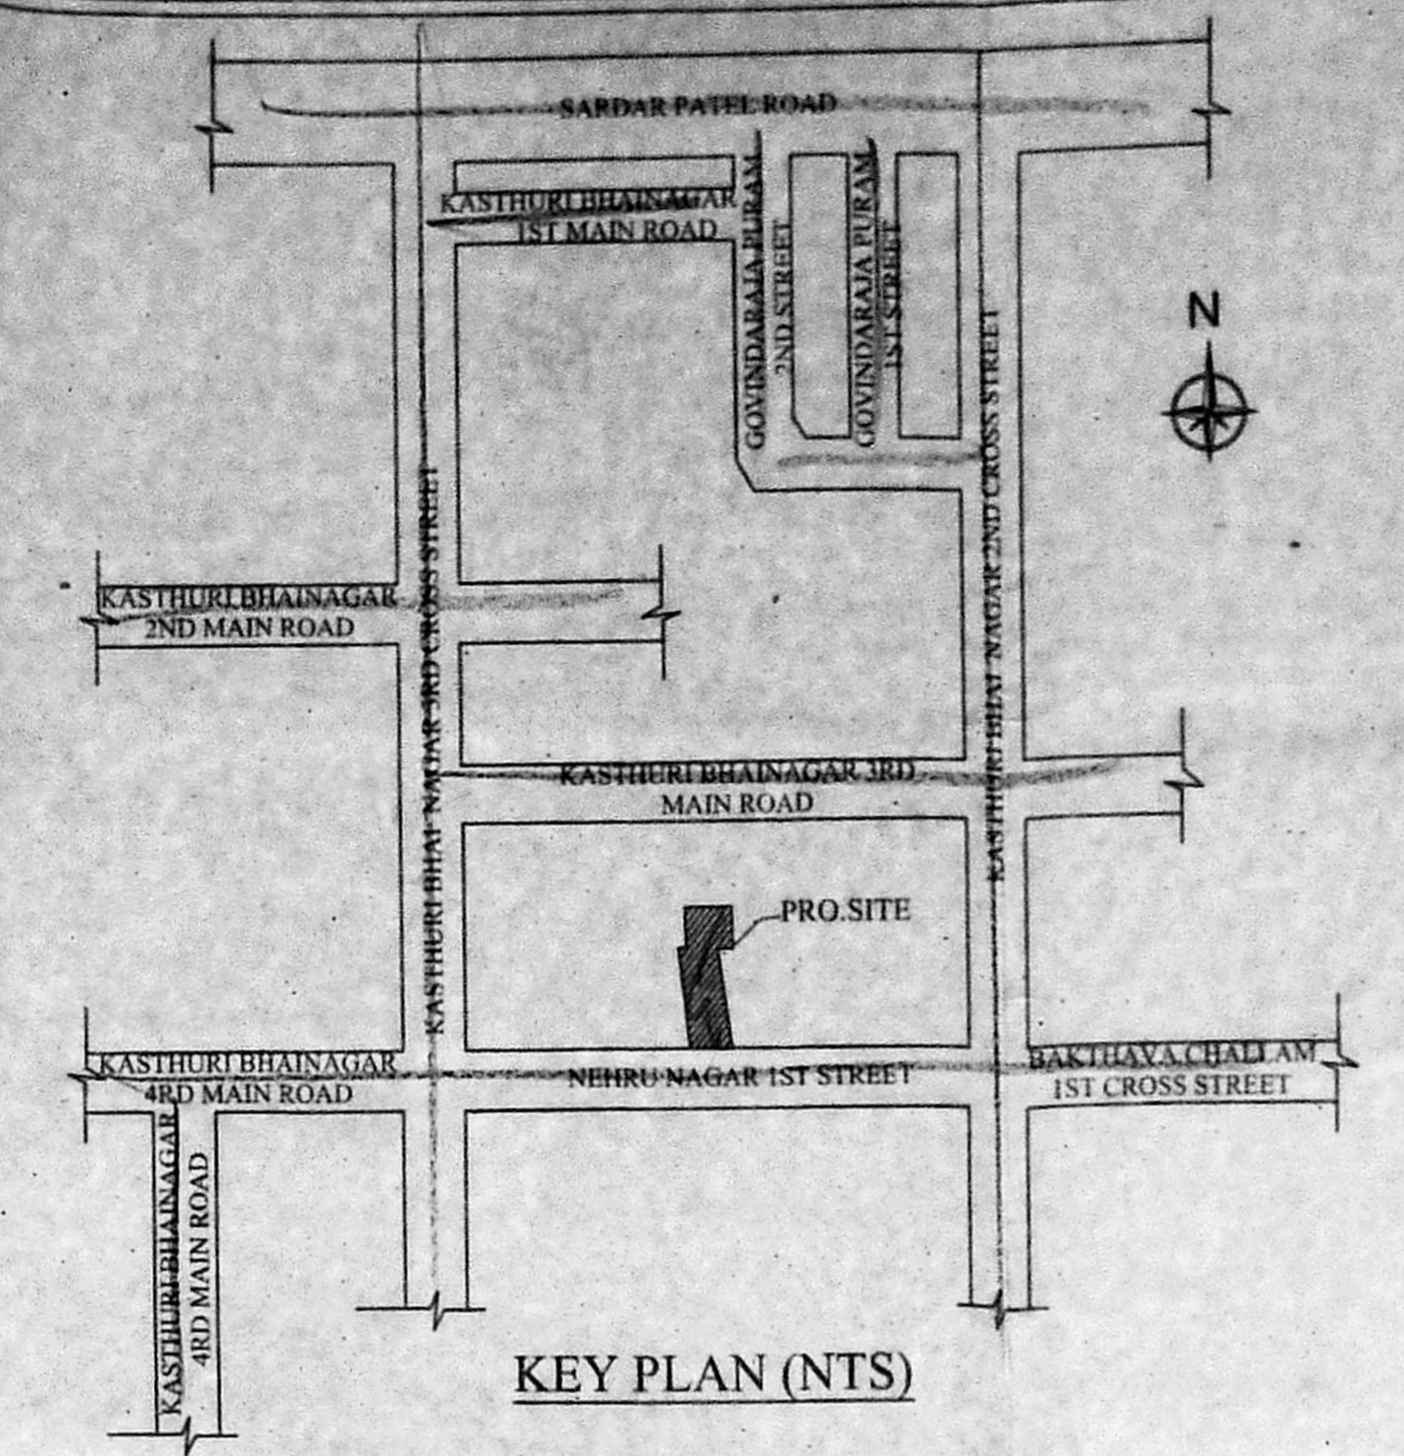 SARDAR PATEL ROAD
KASTHURI BHAINAGAR
1ST MAIN ROAD
GOVINDARAJA PURAM
2ND STREET
GOVINDARAJA PURAM
1ST STREET
N
KASTHURI BHAI NAGAR 3RD CROSS STREET
KASTHURI BHAI NAGAR 2ND CROSS STREET
KASTHURI BHAINAGAR
2ND MAIN ROAD
KASTHURI BHAINAGAR 3RD
MAIN ROAD
PRO.SITE
KASTHURI BHAINAGAR
4RD MAIN ROAD
NEHRU NAGAR 1ST STREET
BAKTHAVA CHALLAM
1ST CROSS STREET
KASTHURI BHAINAGAR
4RD MAIN ROAD
KEY PLAN (NTS)